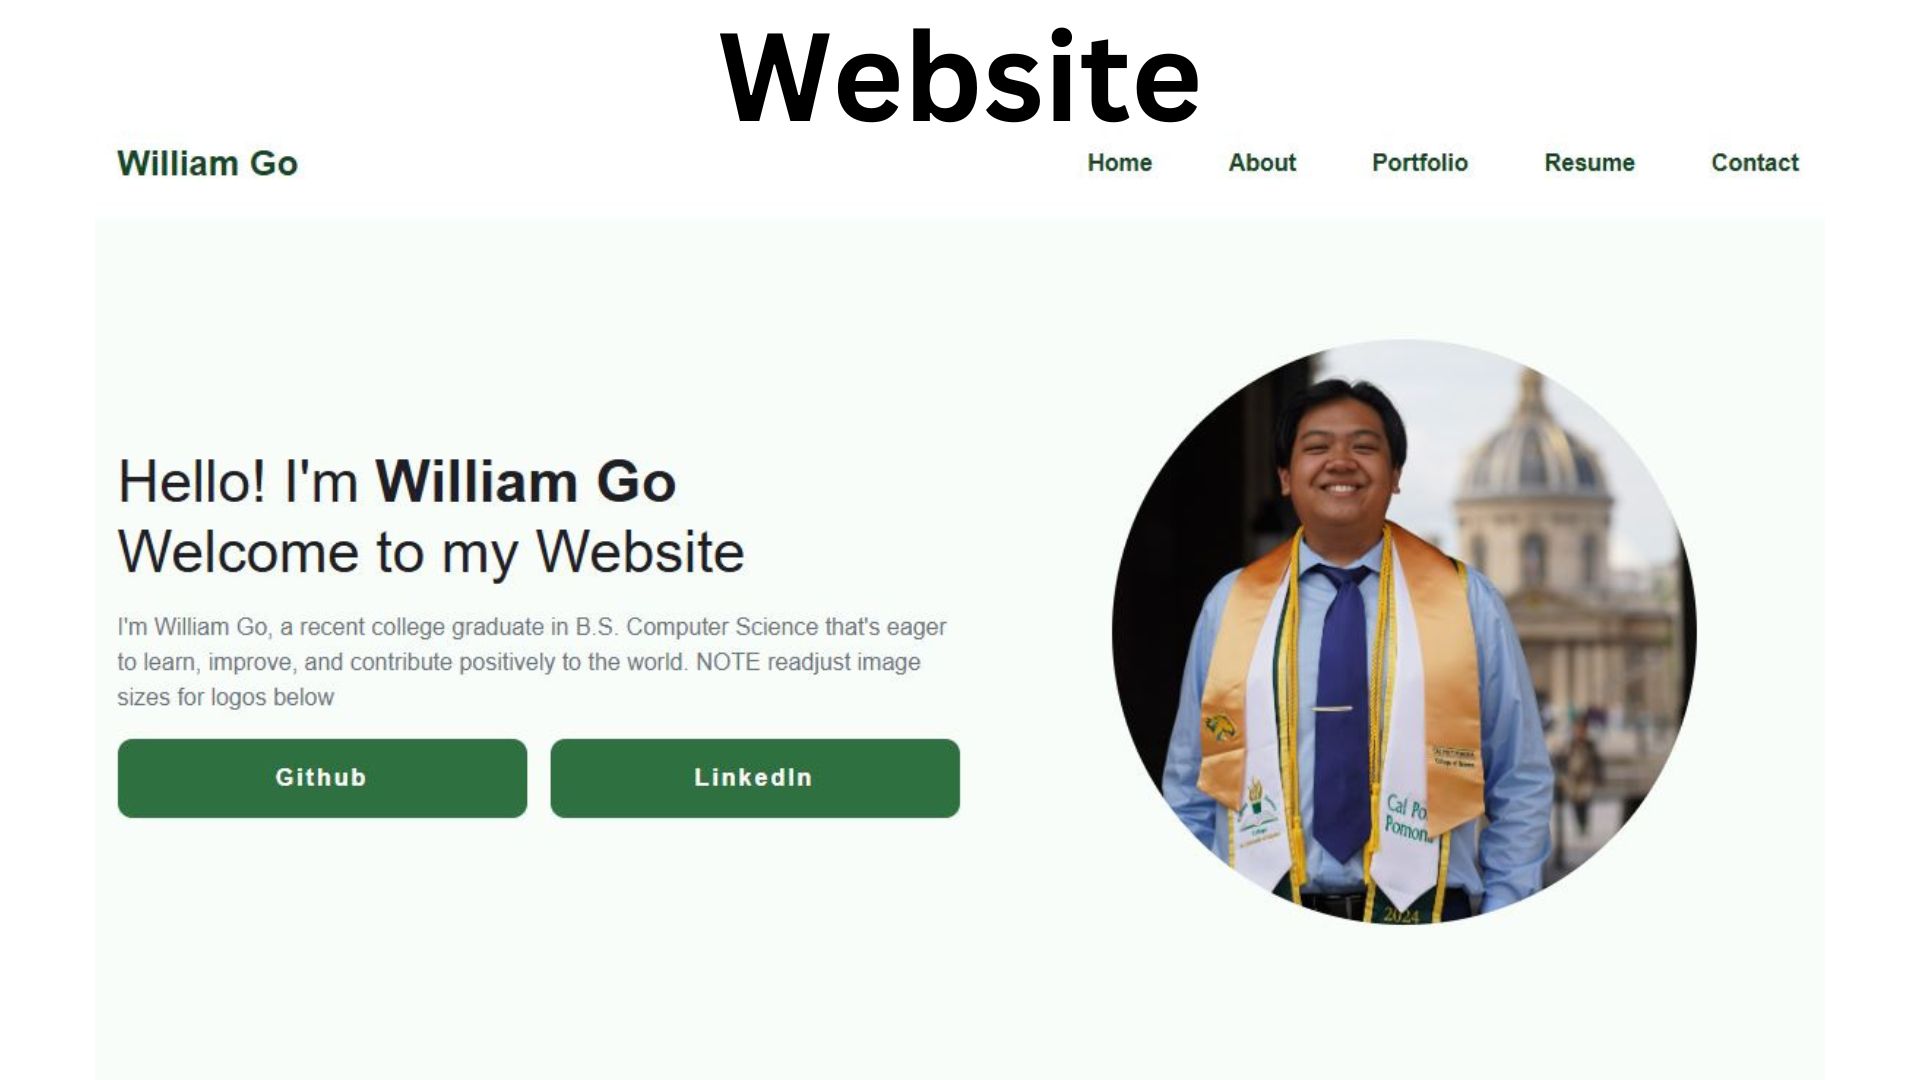 Website
William Go
Home About Portfolio Resume Contact
Hello! I'm William Go
Welcome to my Website
I'm William Go, a recent college graduate in B.S. Computer Science that's eager
to learn, improve, and contribute positively to the world. NOTE readjust image
sizes for logos below
Github LinkedIn
Cal Po
Pomona
2024